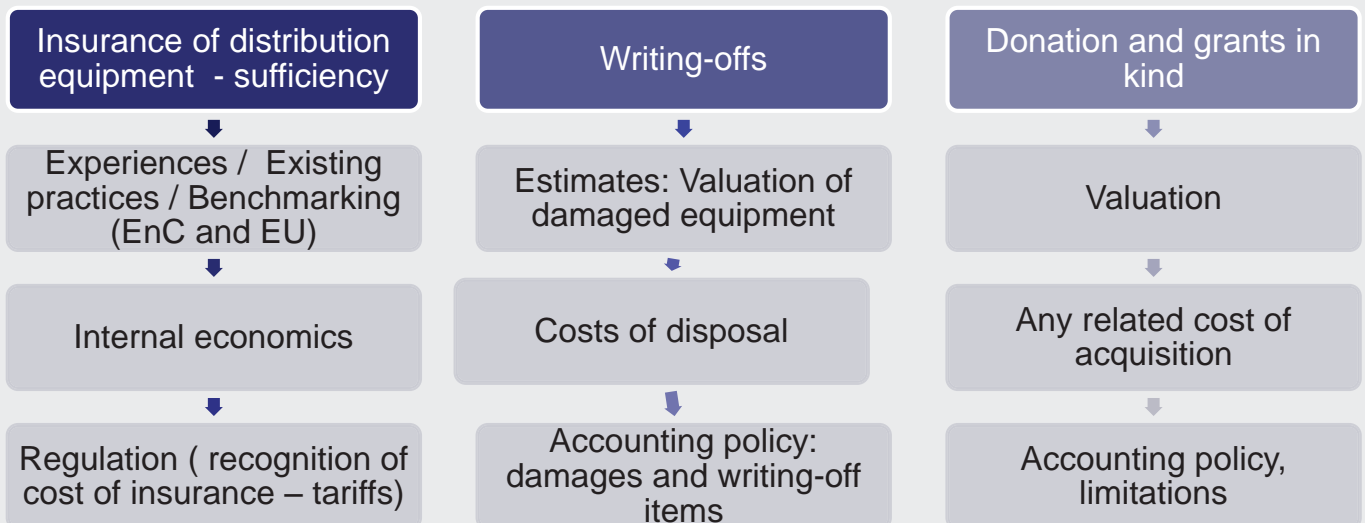 Insurance of distribution
equipment - sufficiency
Experiences / Existing
practices / Benchmarking
(EnC and EU)
Internal economics
Regulation ( recognition of
cost of insurance – tariffs)
Writing-offs
Estimates: Valuation of
damaged equipment
Costs of disposal
Accounting policy:
damages and writing-off
items
Donation and grants in
kind
Valuation
Any related cost of
acquisition
Accounting policy,
limitations